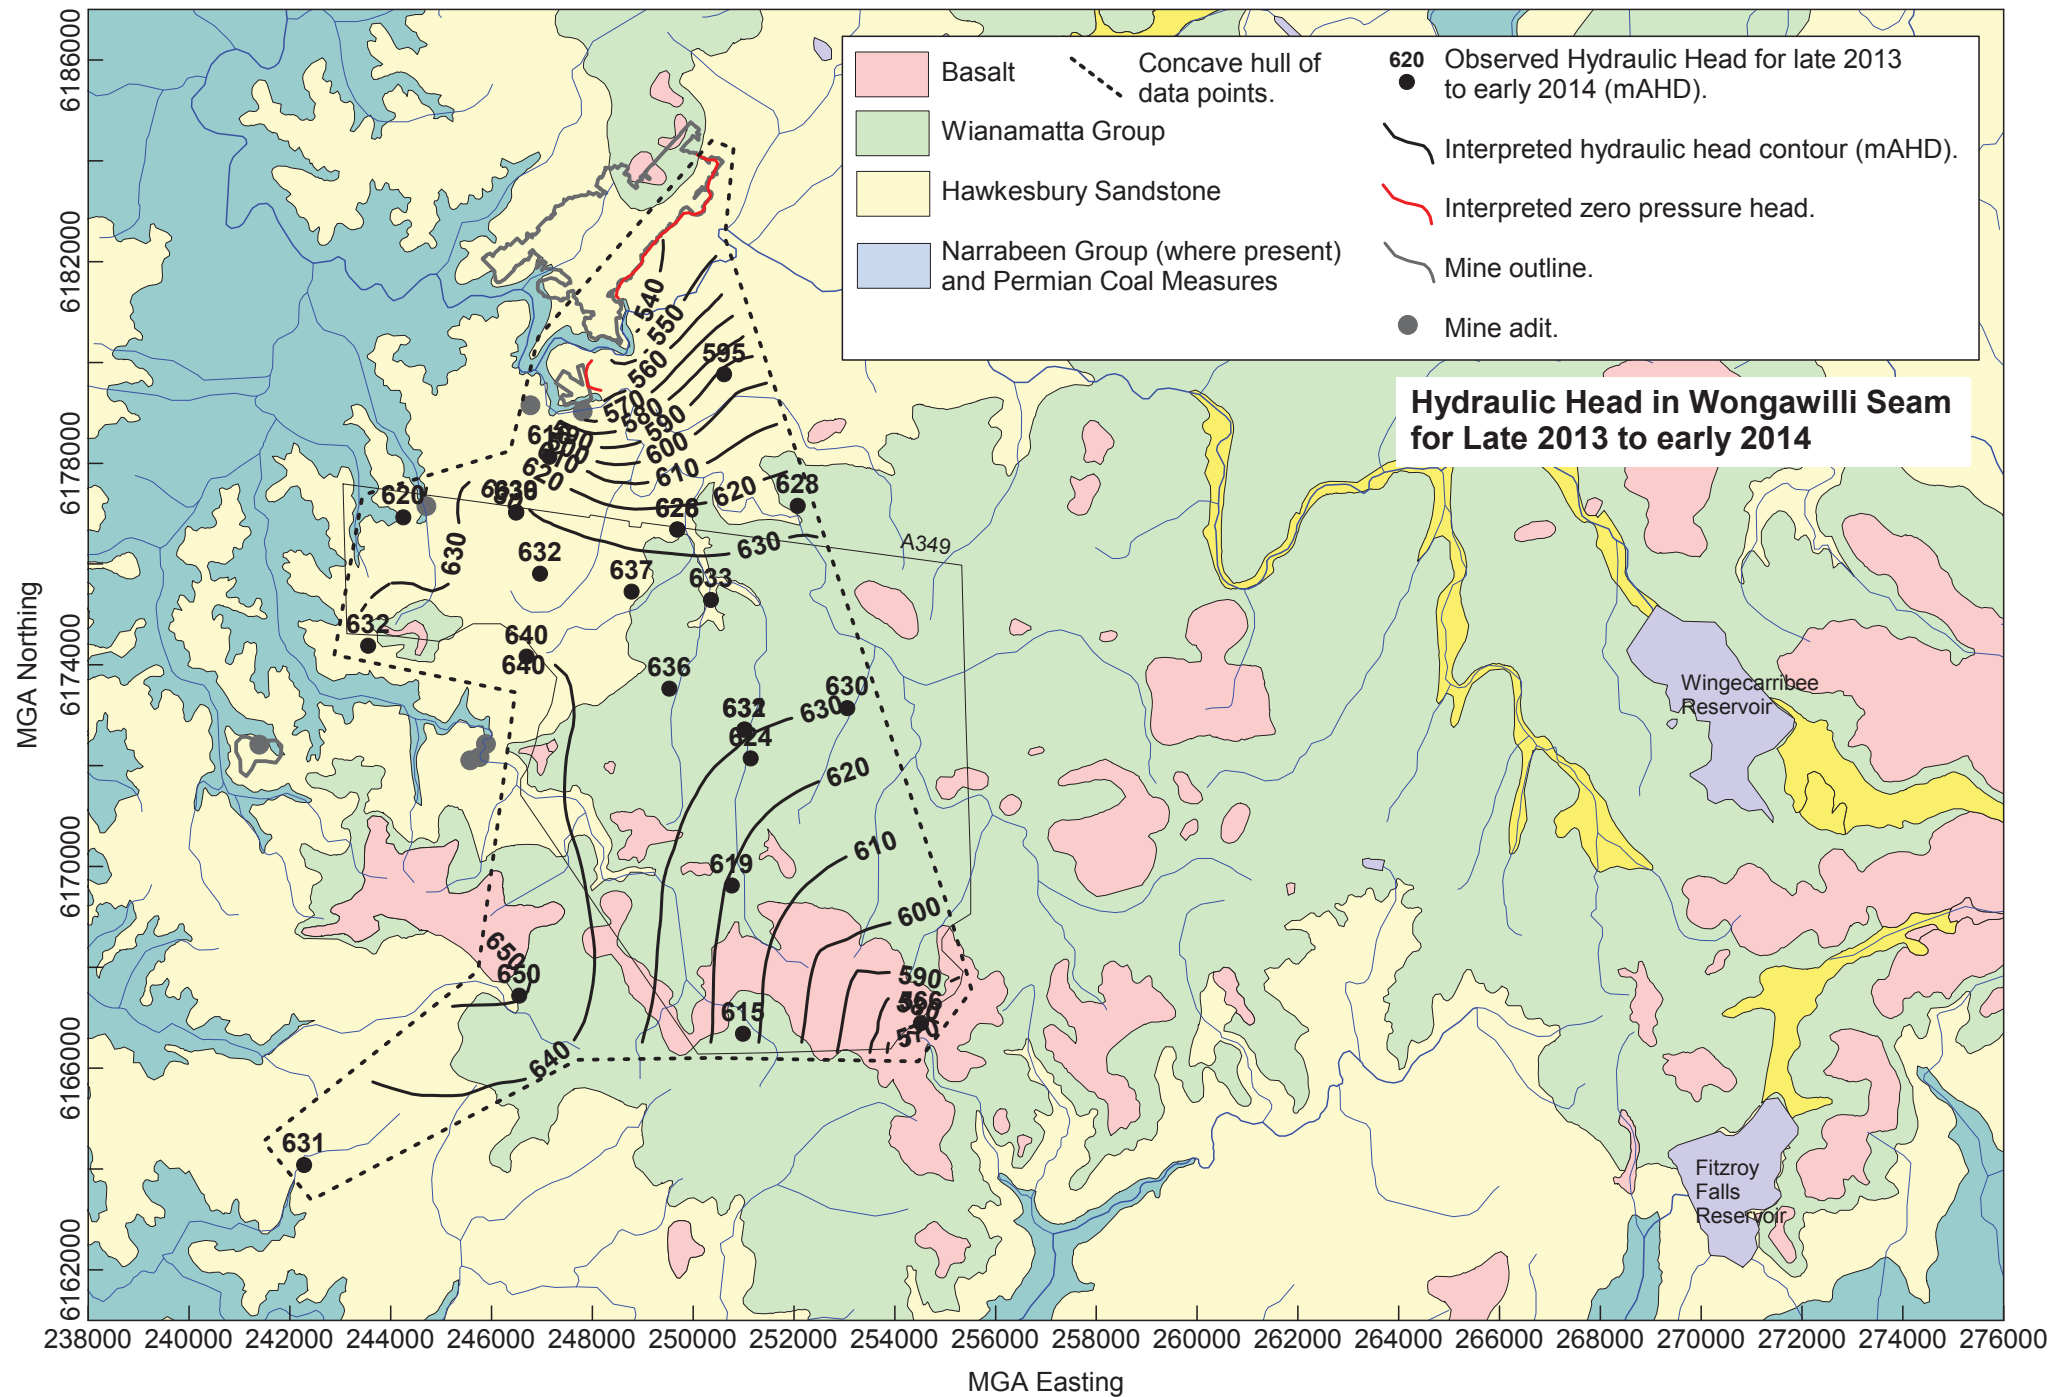 Basalt
Wianamatta Group
Hawkesbury Sandstone
Narrabeen Group (where present)
and Permian Coal Measures
Concave hull of
data points.
620
Observed Hydraulic Head for late 2013
to early 2014 (mAHD).
Interpreted hydraulic head contour (mAHD).
Interpreted zero pressure head.
Mine outline.
Mine adit.
Hydraulic Head in Wongawilli Seam
for Late 2013 to early 2014
540
550
560
595
570
580
590
600
610
620
628
620
620
630
628
630
A349
630
632
637
633
632
640
640
636
630
630
632
624
620
619
610
600
650
650
590
566
615
570
640
631
Wingecarribee
Reservoir
Fitzroy
Falls
Reservoir
MGA Northing
6186000
6182000
6178000
6174000
6170000
6166000
6162000
238000 240000 242000 244000 246000 248000 250000 252000 254000 256000 258000 260000 262000 264000 266000 268000 270000 272000 274000 276000
MGA Easting